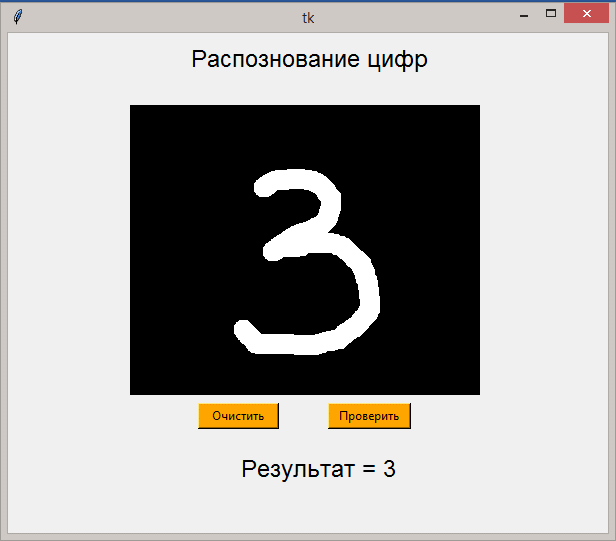 tk
Распознование цифр
3
Очистить Проверить
Результат = 3